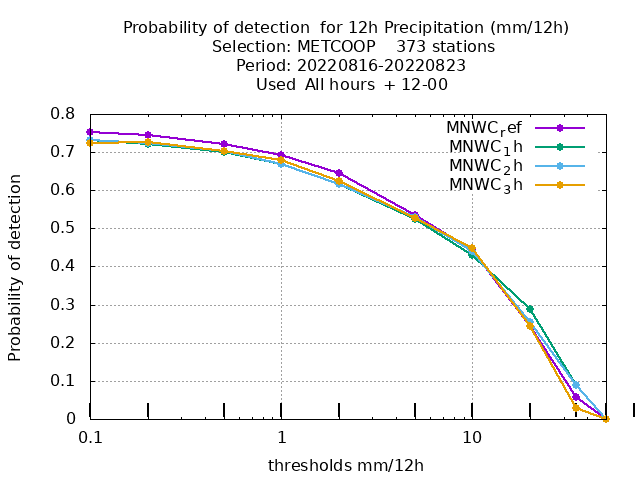 Probability of detection  for 12h Precipitation (mm/12h)
Selection: METCOOP    373 stations
Period: 20220816-20220823
Used  All hours  + 12-00
MNWC_ref
MNWC_1h
MNWC_2h
MNWC_3h
Probability of detection
0.8
0.7
0.6
0.5
0.4
0.3
0.2
0.1
0
0.1 1 10
thresholds mm/12h